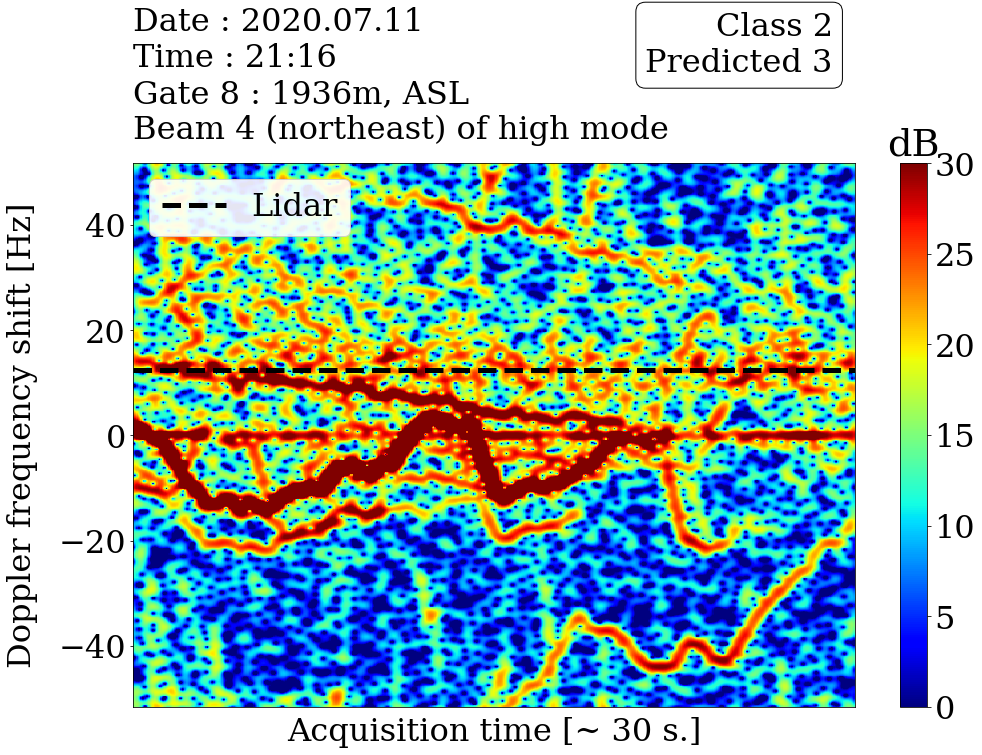 Date : 2020.07.11
Time : 21:16
Gate 8 : 1936m, ASL
Beam 4 (northeast) of high mode
Class 2
Predicted 3
dB
Lidar
40
20
0
−20
−40
Doppler frequency shift [Hz]
Acquisition time [~ 30 s.]
30
25
20
15
10
5
0